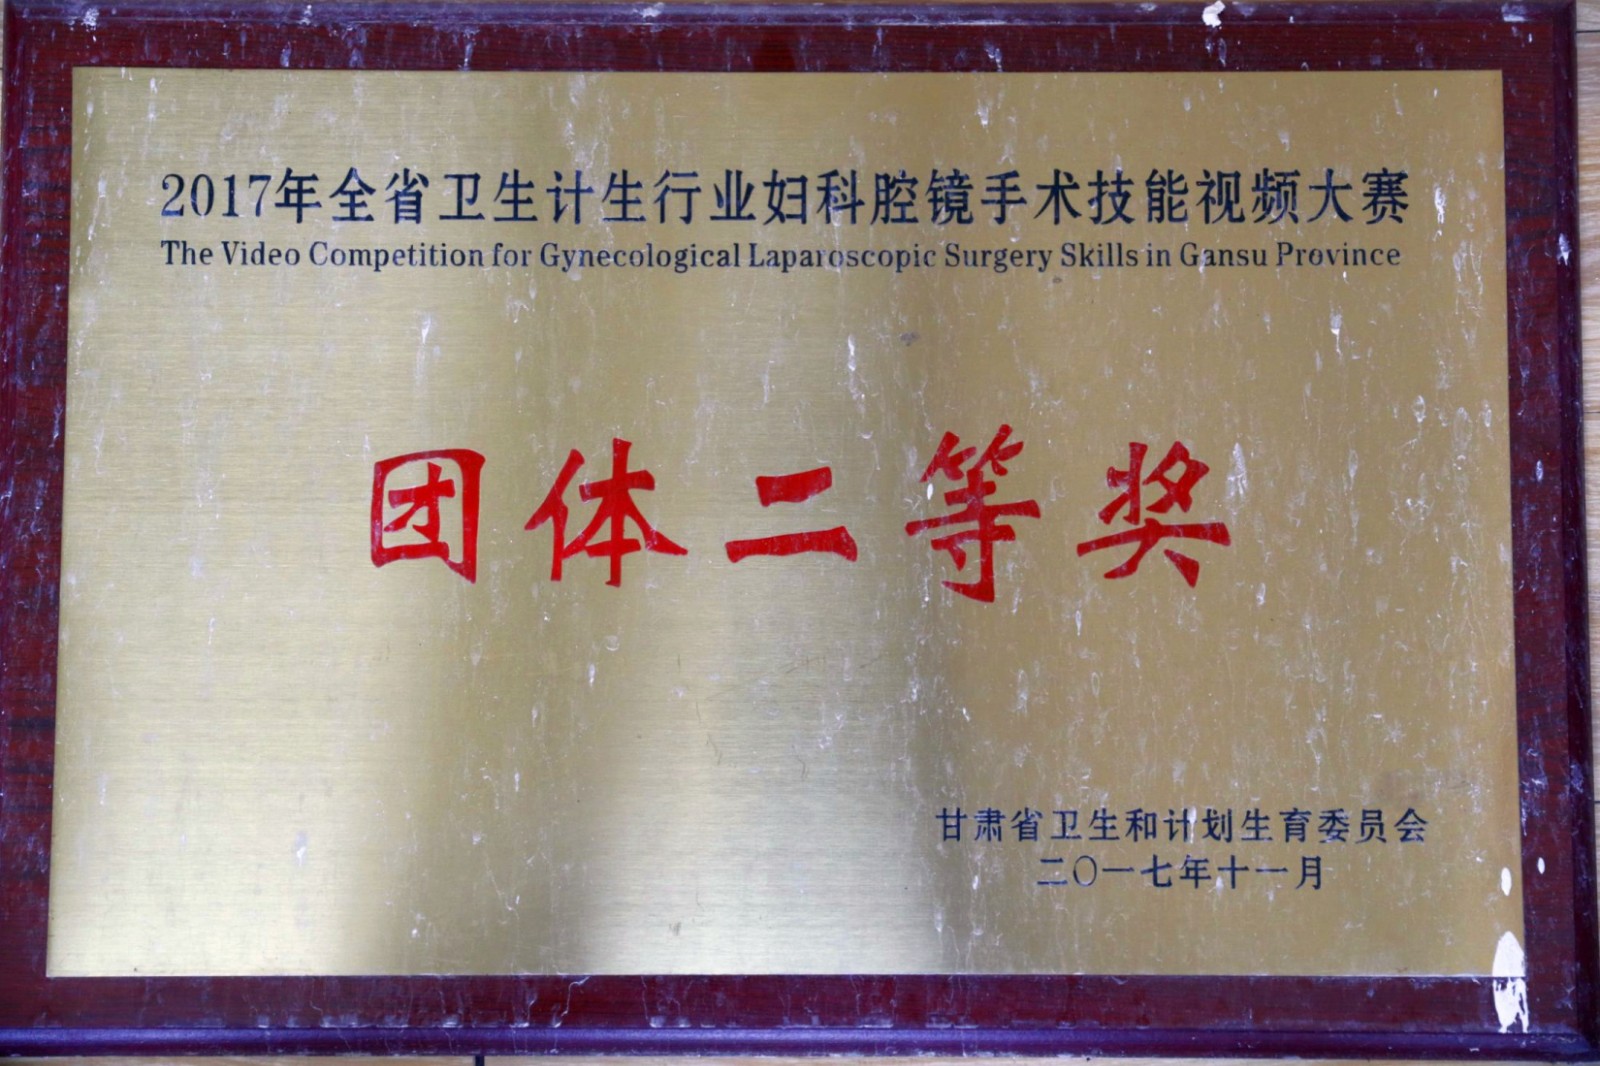 2017年全省卫生计生行业妇科腔镜手术技能视频大赛
The Video Competition for Gynecological Laparoscopic Surgery Skills in Gansu Province
团体二等奖
甘肃省卫生和计划生育委员会
二〇一七年十一月